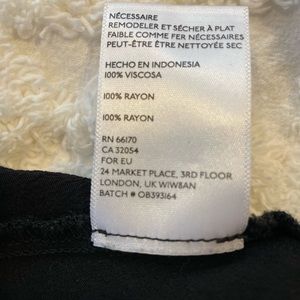 NÉCESSAIRE
REMODELER ET SÉCHER À PLAT
FAIBLE COMME FER NÉCESSAIRES
PEUT-ÊTRE ÊTRE NETTOYÉE SEC
HECHO EN INDONESIA
100% VISCOSA
100% RAYON
100% RAYON
RN 66170
CA 32054
FOR EU
24 MARKET PLACE, 3RD FLOOR
LONDON, UK W1W8AN
BATCH # OB393164